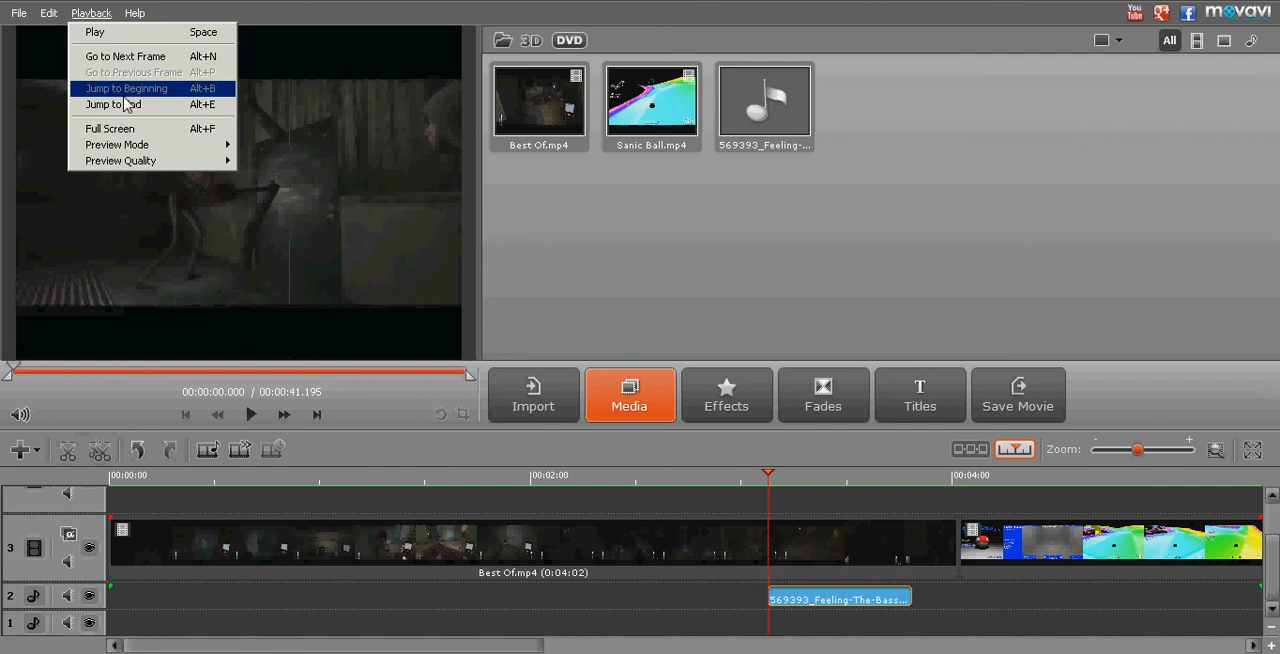 File Edit Playback Help
You Tube
movavi
Play Space
Go to Next Frame Alt+N
Go to Previous Frame Alt+P
Jump to Beginning Alt+B
Jump to End Alt+E
Full Screen Alt+F
Preview Mode
Preview Quality
3D DVD
All
Best Of.mp4
Sanic Ball.mp4
569393_Feeling-...
00:00:00.000 / 00:00:41.195
Import
Media
Effects
Fades
T
Titles
Save Movie
Zoom: - +
00:00:00 00:02:00 00:04:00
3
Best Of.mp4 (0:04:02)
2
569393_Feeling-The-Bass...
1